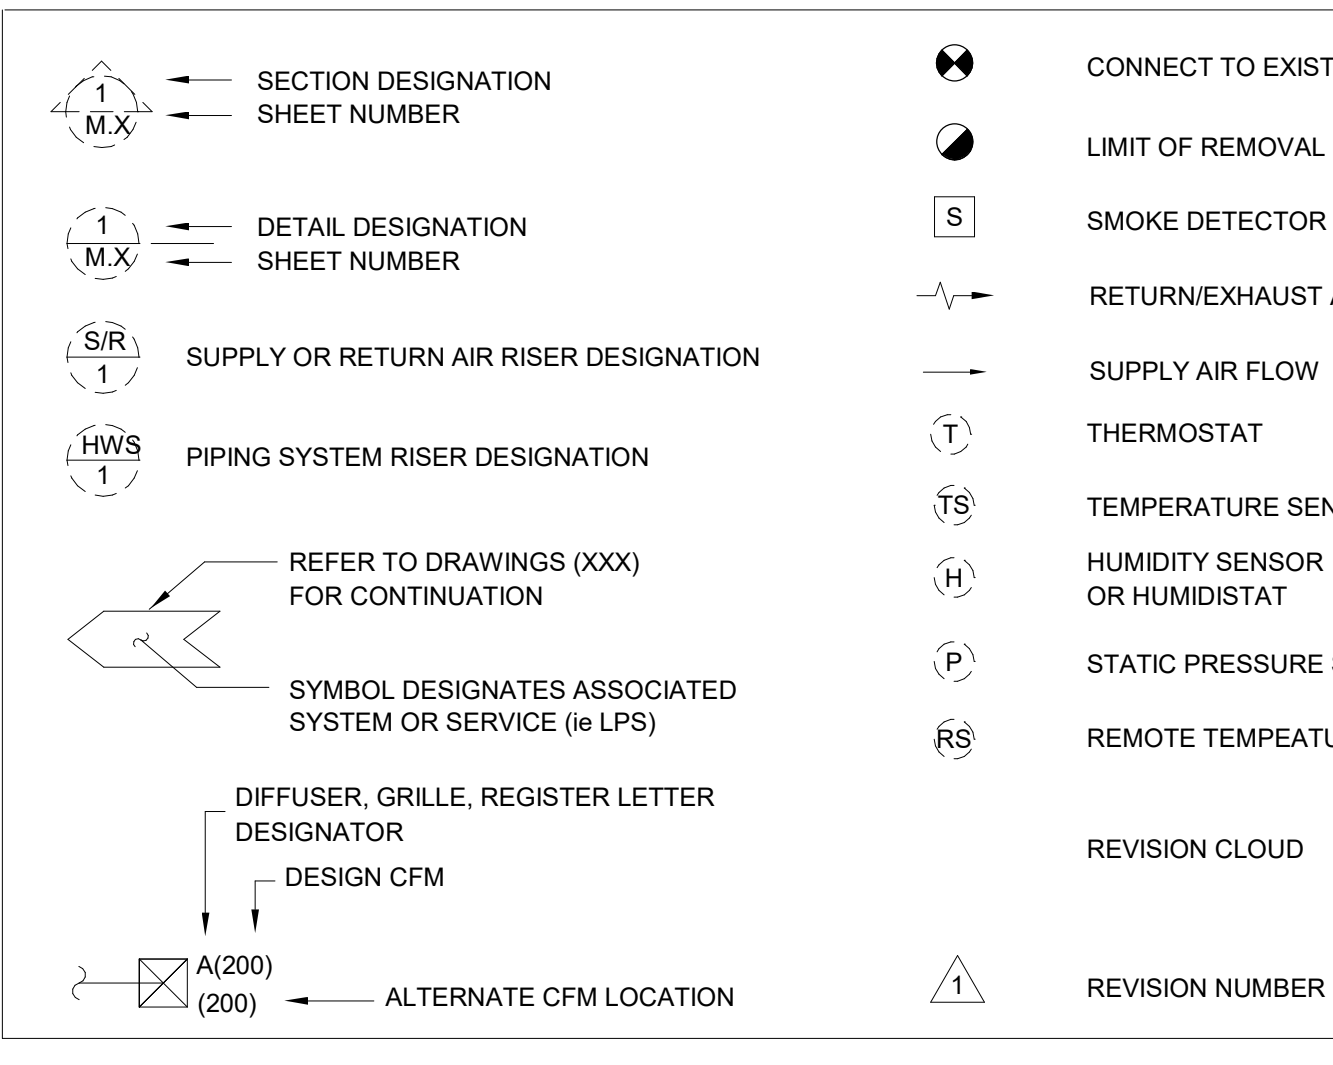 1
M.X
SECTION DESIGNATION
SHEET NUMBER
1
M.X
DETAIL DESIGNATION
SHEET NUMBER
S/R
1
SUPPLY OR RETURN AIR RISER DESIGNATION
HWS
1
PIPING SYSTEM RISER DESIGNATION
REFER TO DRAWINGS (XXX)
FOR CONTINUATION
SYMBOL DESIGNATES ASSOCIATED
SYSTEM OR SERVICE (ie LPS)
DIFFUSER, GRILLE, REGISTER LETTER
DESIGNATOR
DESIGN CFM
A(200)
(200)
ALTERNATE CFM LOCATION
CONNECT TO EXIST
LIMIT OF REMOVAL
S
SMOKE DETECTOR
RETURN/EXHAUST
SUPPLY AIR FLOW
T
THERMOSTAT
TS
TEMPERATURE SEN
H
HUMIDITY SENSOR
OR HUMIDISTAT
P
STATIC PRESSURE
RS
REMOTE TEMPEATU
REVISION CLOUD
1
REVISION NUMBER